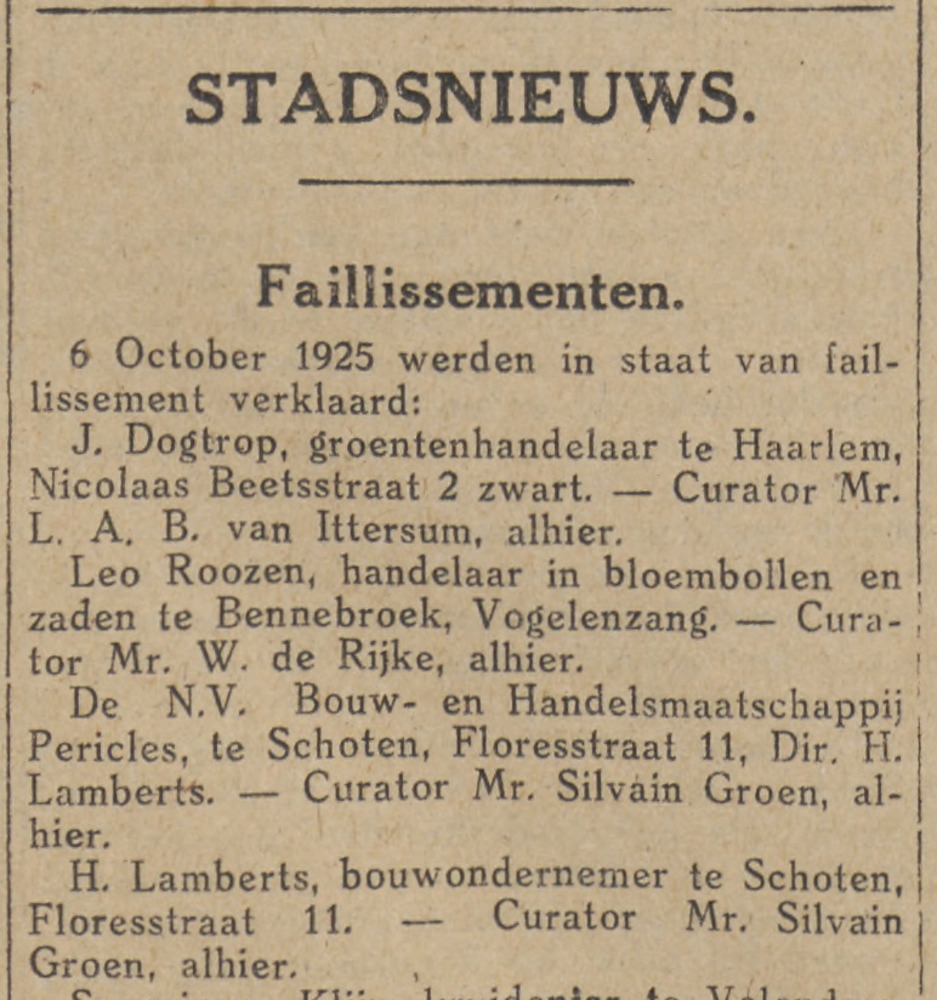 STADSNIEUWS.
Faillissementen.
6 October 1925 werden in staat van fail-
lissement verklaard:
J. Dogtrop, groentenhandelaar te Haarlem,
Nicolaas Beetsstraat 2 zwart. — Curator Mr.
L. A. B. van Ittersum, alhier.
Leo Roozen, handelaar in bloembollen en
zaden te Bennebroek, Vogelenzang. — Cura-
tor Mr. W. de Rijke, alhier.
De N.V. Bouw- en Handelsmaatschappij
Pericles, te Schoten, Floresstraat 11, Dir. H.
Lamberts. — Curator Mr. Silvain Groen, al-
hier.
H. Lamberts, bouwondernemer te Schoten,
Floresstraat 11. — Curator Mr. Silvain
Groen, alhier.